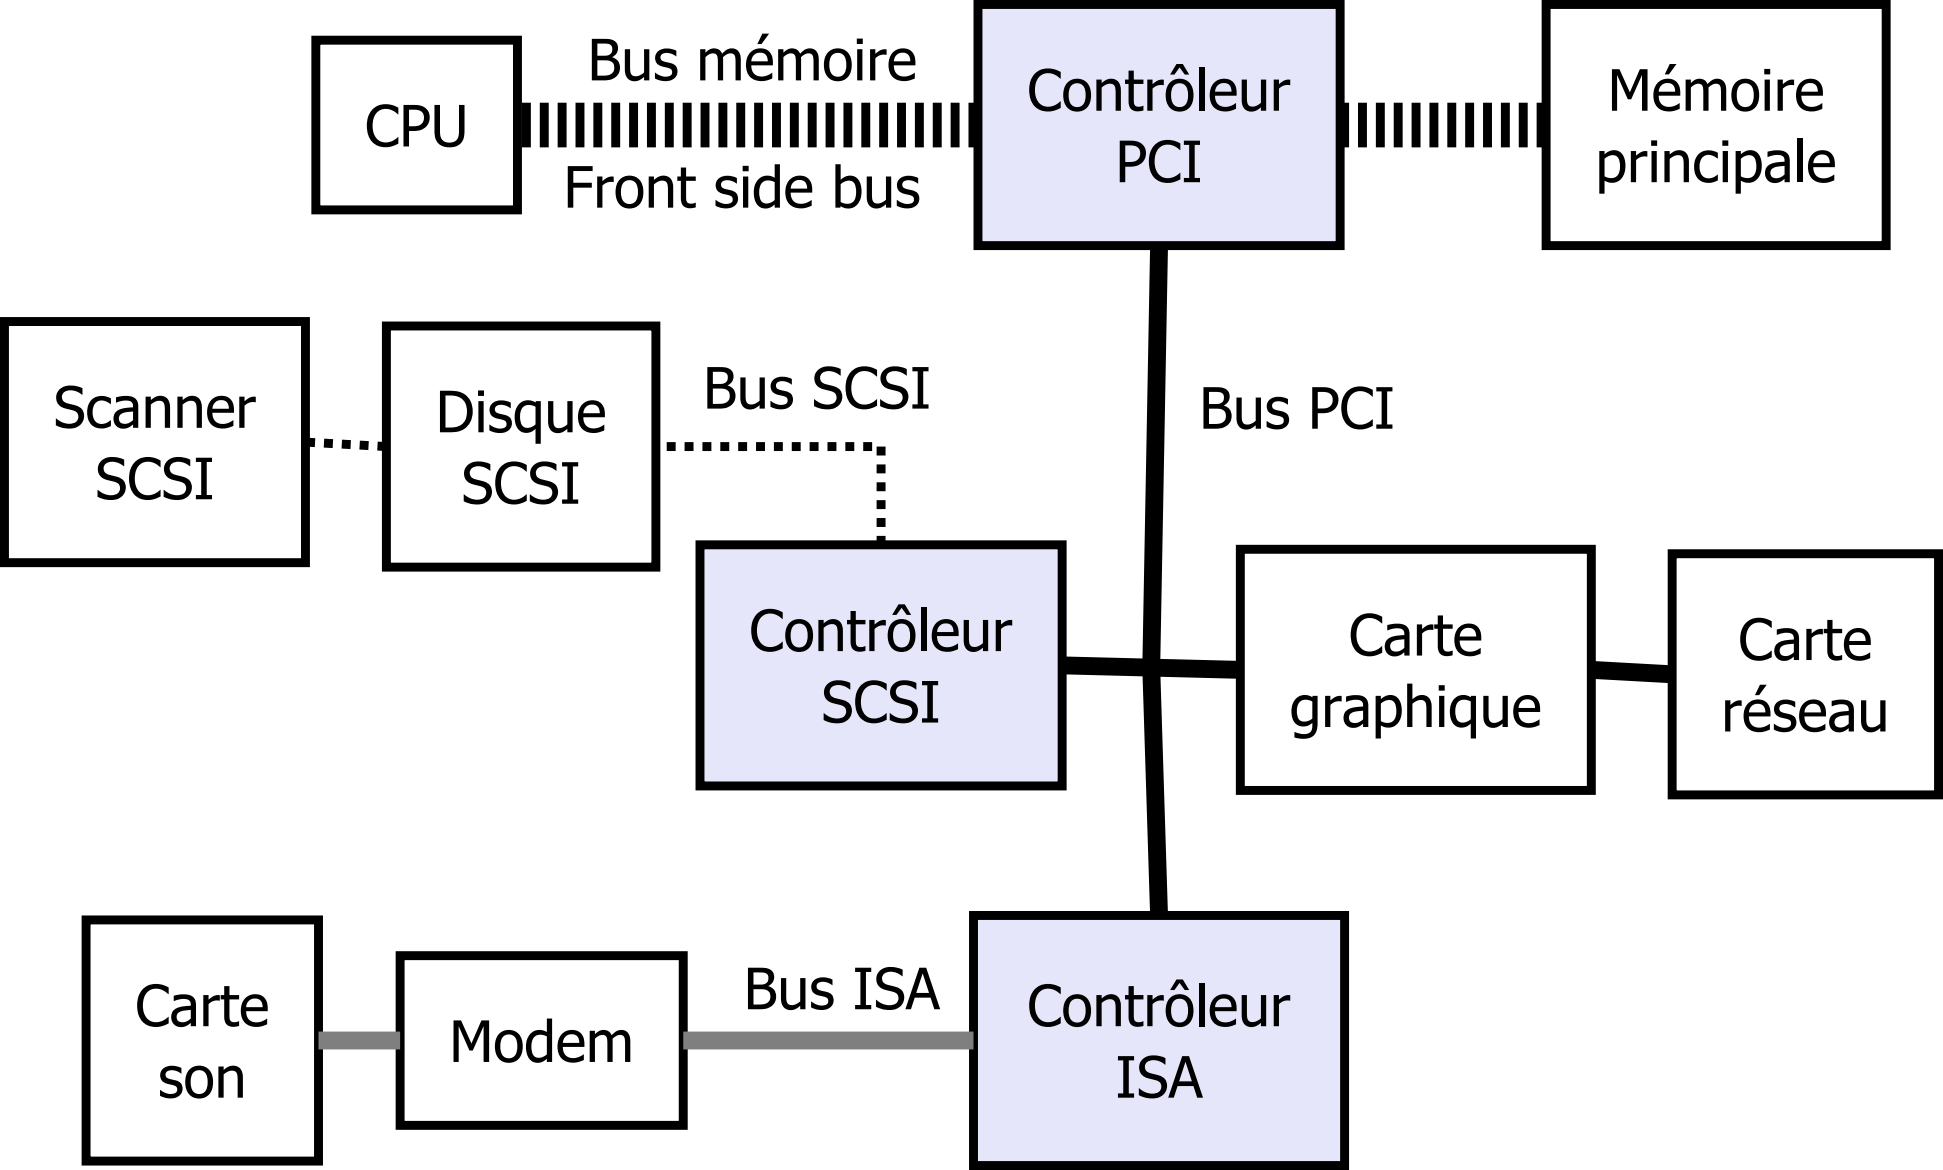 CPU
Bus mémoire
Front side bus
Contrôleur
PCI
Mémoire
principale
Scanner
SCSI
Disque
SCSI
Bus SCSI
Bus PCI
Contrôleur
SCSI
Carte
graphique
Carte
réseau
Carte
son
Modem
Bus ISA
Contrôleur
ISA